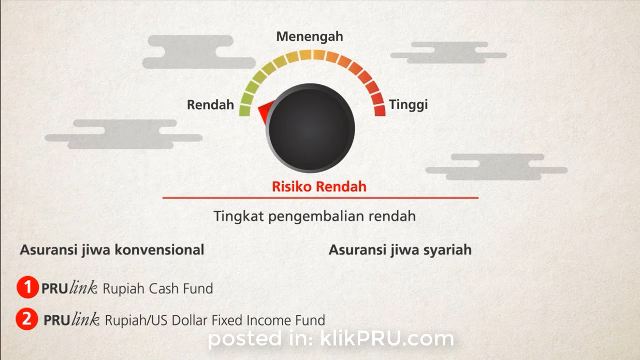 Menengah
Rendah
Tinggi
Risiko Rendah
Tingkat pengembalian rendah
Asuransi jiwa konvensional
Asuransi jiwa syariah
1 PRUlink Rupiah Cash Fund
2 PRUlink Rupiah/US Dollar Fixed Income Fund
posted in: klikPRU.com